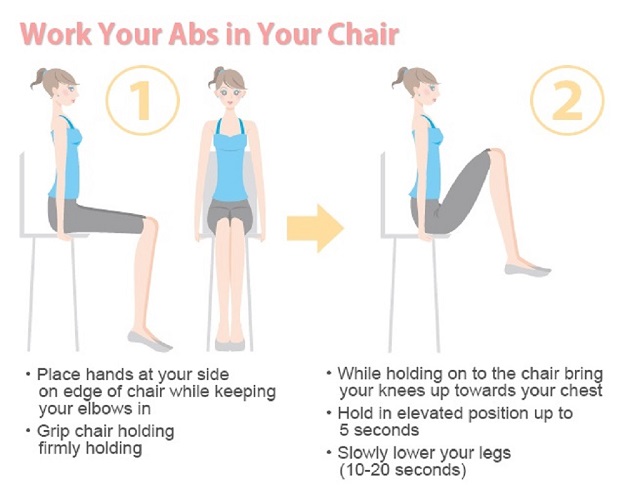 Work Your Abs in Your Chair
1
2
• Place hands at your side
on edge of chair while keeping
your elbows in
• Grip chair holding
firmly holding
• While holding on to the chair bring
your knees up towards your chest
• Hold in elevated position up to
5 seconds
• Slowly lower your legs
(10-20 seconds)